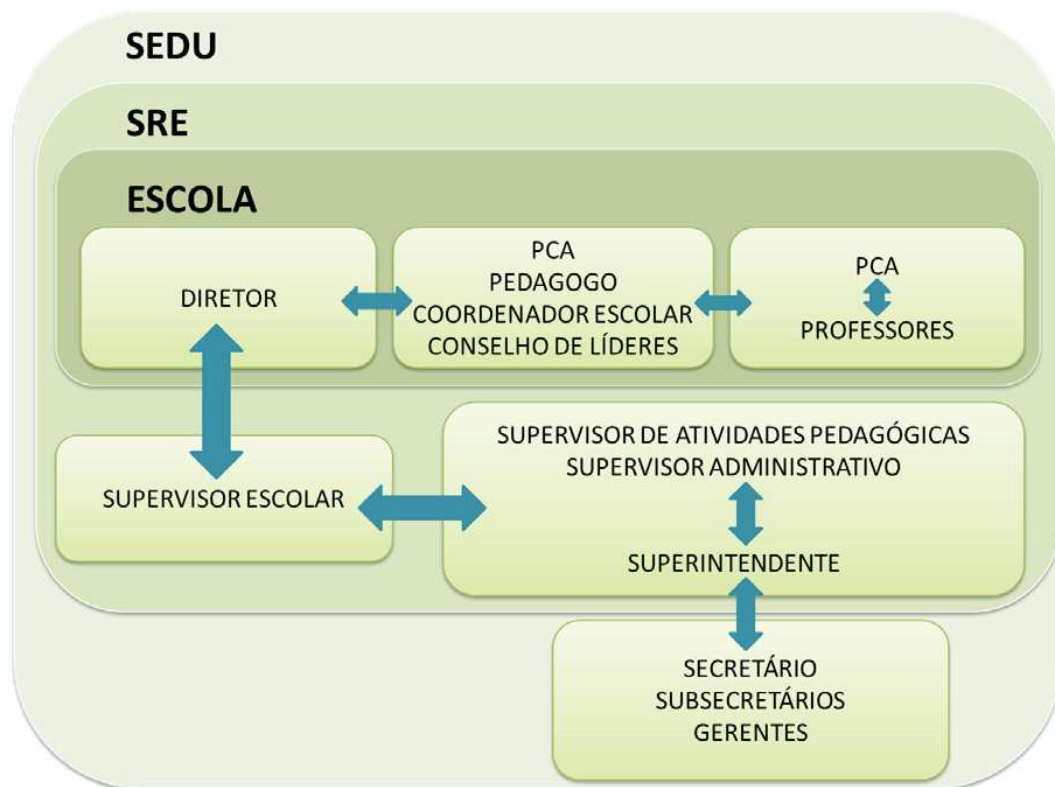 SEDU
SRE
ESCOLA
DIRETOR
PCA
PEDAGOGO
COORDENADOR ESCOLAR
CONSELHO DE LÍDERES
PCA
PROFESSORES
SUPERVISOR ESCOLAR
SUPERVISOR DE ATIVIDADES PEDAGÓGICAS
SUPERVISOR ADMINISTRATIVO
SUPERINTENDENTE
SECRETÁRIO
SUBSECRETÁRIOS
GERENTES